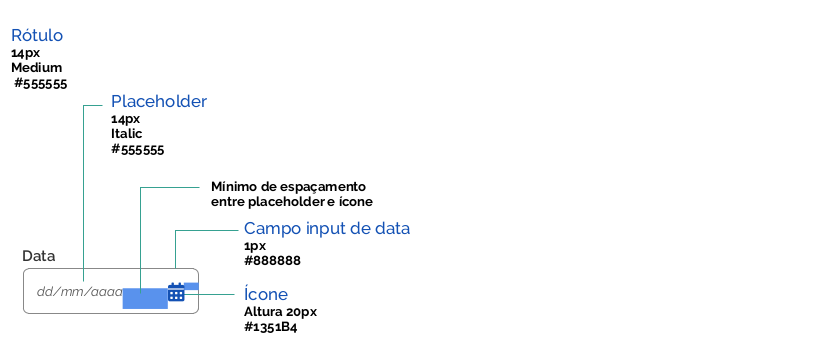 Rótulo
14px
Medium
#555555
Placeholder
14px
Italic
#555555
Mínimo de espaçamento
entre placeholder e ícone
Campo input de data
1px
#888888
Data
dd/mm/aaaa
Ícone
Altura 20px
#1351B4